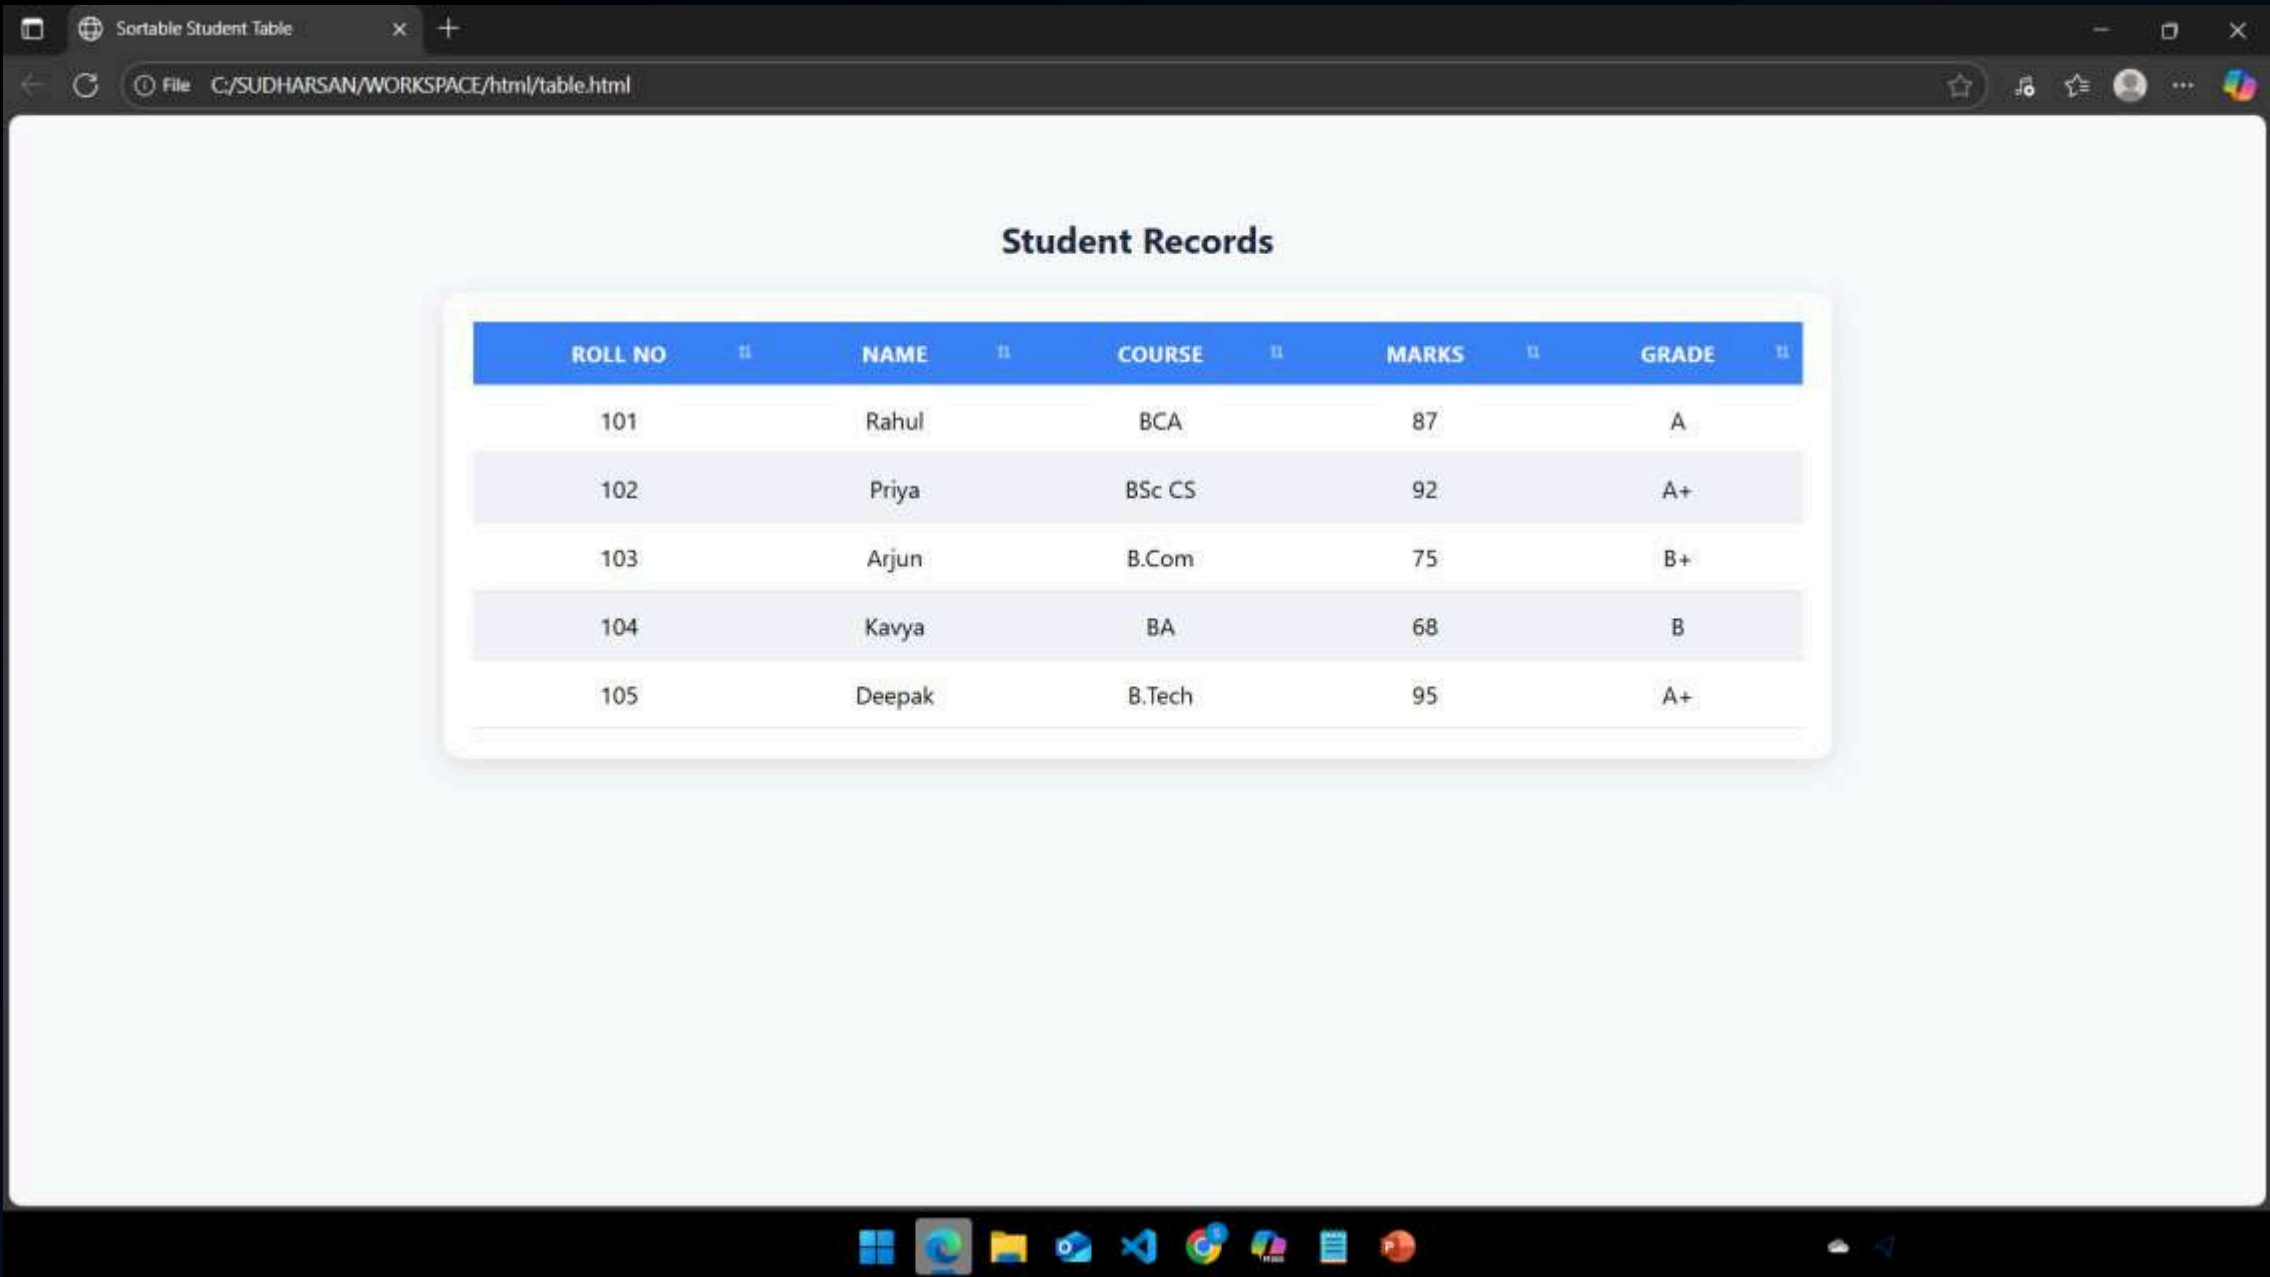 Sortable Student Table
File C:/SUDHARSAN/WORKSPACE/html/table.html
Student Records
ROLL NO NAME COURSE MARKS GRADE
101 Rahul BCA 87 A
102 Priya BSc CS 92 A+
103 Arjun B.Com 75 B+
104 Kavya BA 68 B
105 Deepak B.Tech 95 A+